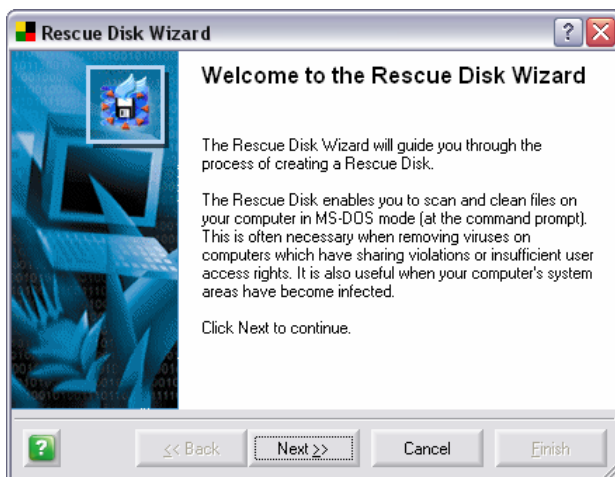 Rescue Disk Wizard
Welcome to the Rescue Disk Wizard
The Rescue Disk Wizard will guide you through the
process of creating a Rescue Disk.
The Rescue Disk enables you to scan and clean files on
your computer in MS-DOS mode (at the command prompt).
This is often necessary when removing viruses on
computers which have sharing violations or insufficient user
access rights. It is also useful when your computer's system
areas have become infected.
Click Next to continue.
<< Back Next >> Cancel Finish